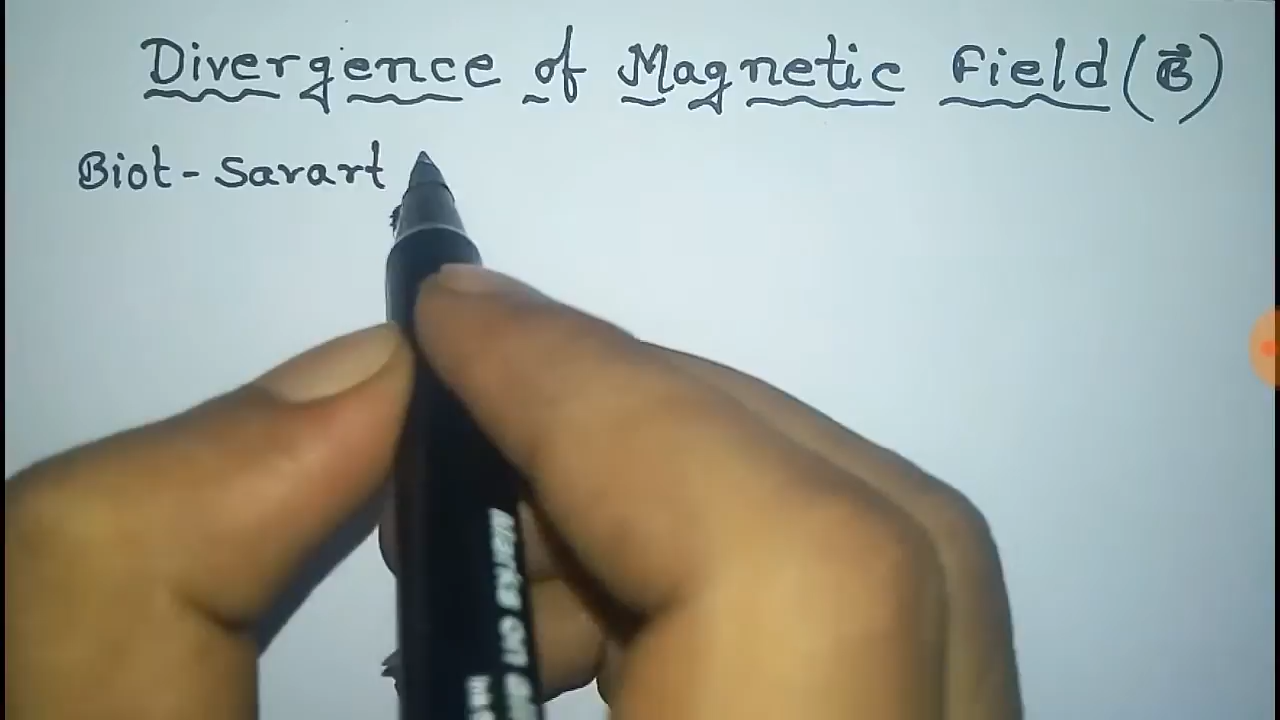 Divergence of Magnetic Field (B⃗)
Biot - Savart